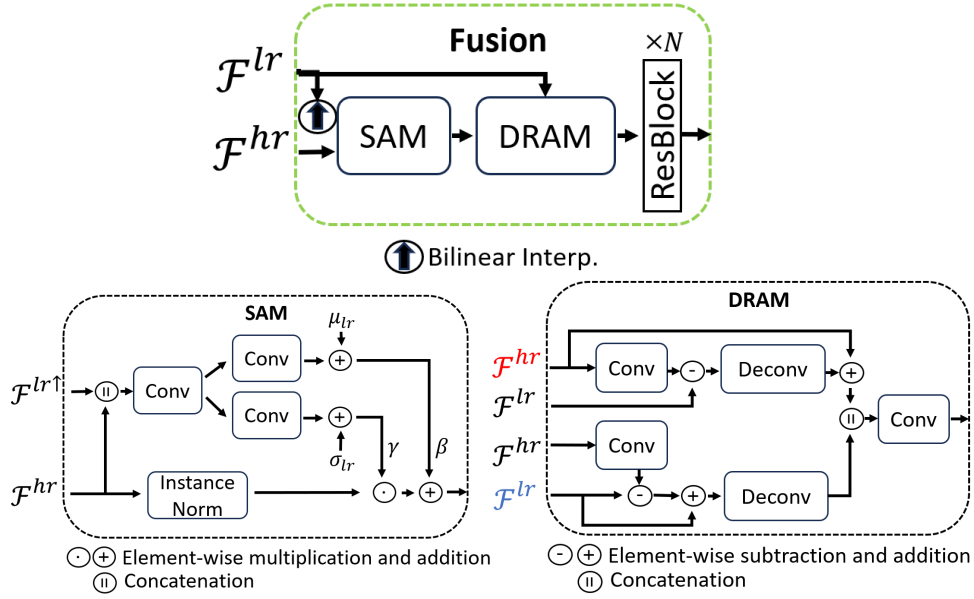 Fusion
×N
ℱ^lr
ℱ^hr
SAM
DRAM
ResBlock
Bilinear Interp.
SAM
μ_lr
Conv
+
ℱ^lr↑
Conv
Conv
+
σ_lr
γ
β
ℱ^hr
Instance
Norm
·
+
· + Element-wise multiplication and addition
Concatenation
DRAM
ℱ^hr
Conv
-
Deconv
+
ℱ^lr
Conv
ℱ^hr
Conv
ℱ^lr
-
+
Deconv
- + Element-wise subtraction and addition
Concatenation